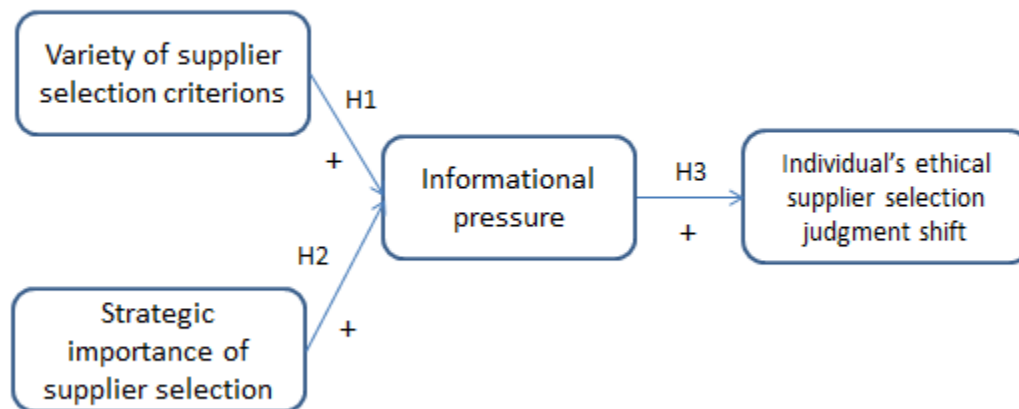 Variety of supplier
selection criterions
H1
+
Informational
pressure
H3
+
Individual's ethical
supplier selection
judgment shift
H2
+
Strategic
importance of
supplier selection